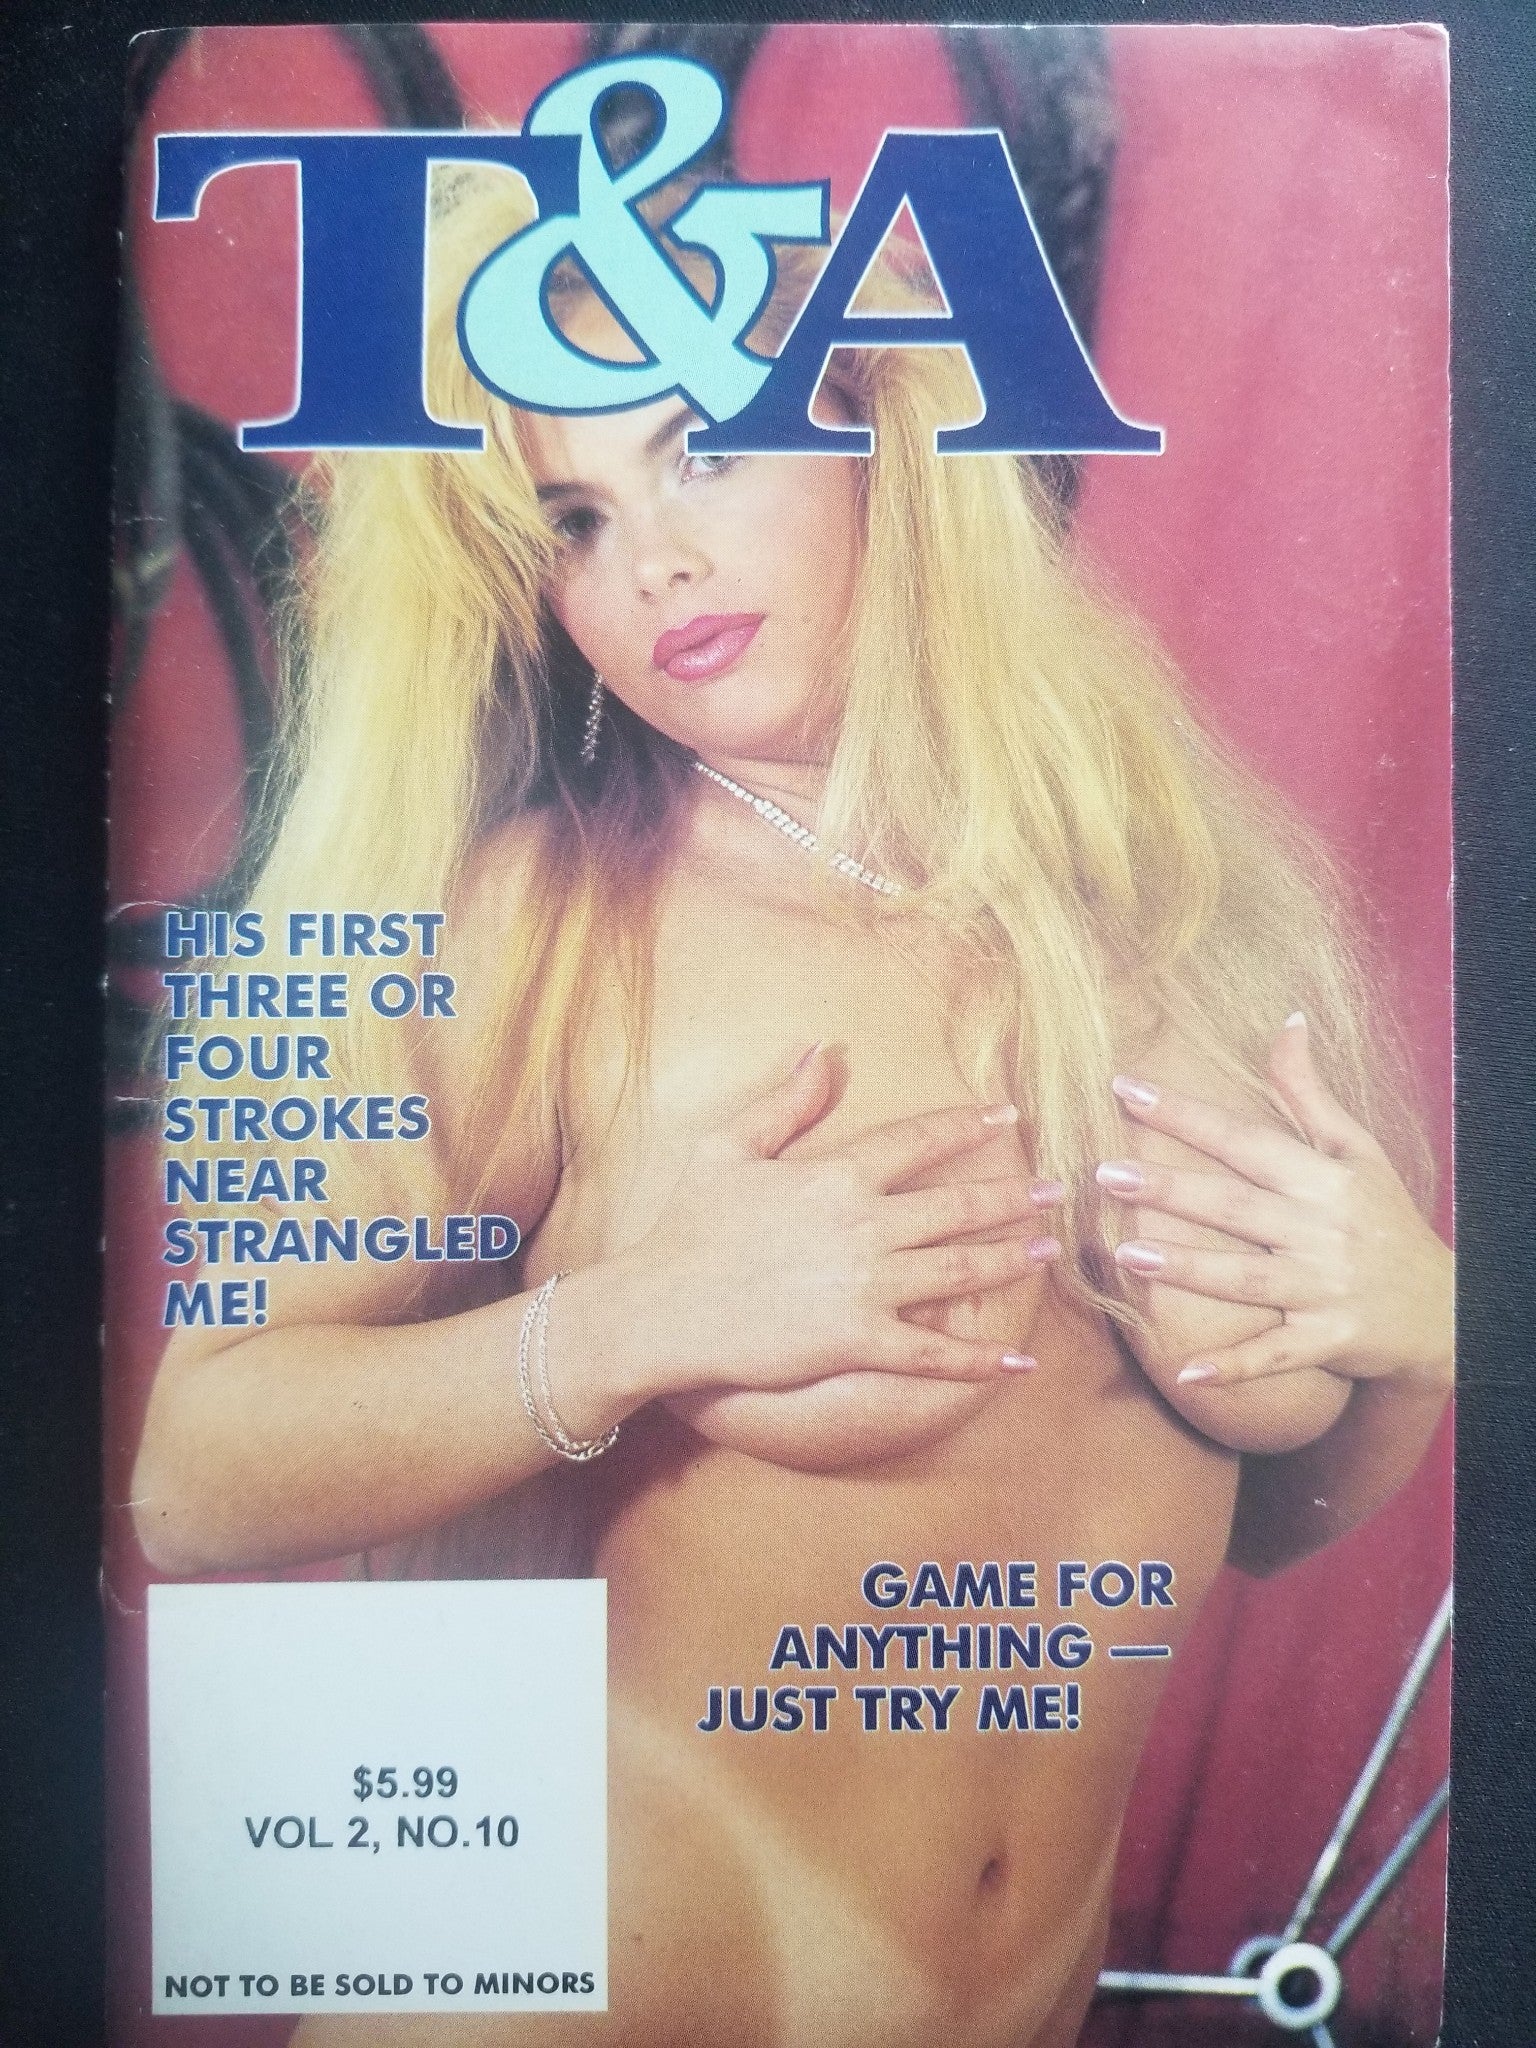 T&A
HIS FIRST
THREE OR
FOUR
STROKES
NEAR
STRANGLED
ME!
GAME FOR
ANYTHING —
JUST TRY ME!
$5.99
VOL 2, NO.10
NOT TO BE SOLD TO MINORS